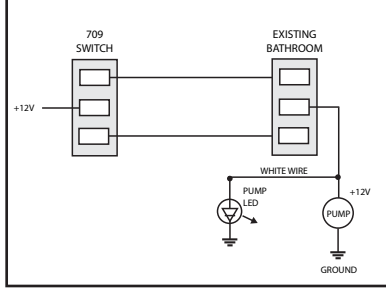 709
SWITCH
EXISTING
BATHROOM
+12V
WHITE WIRE
PUMP
LED
+12V
PUMP
GROUND